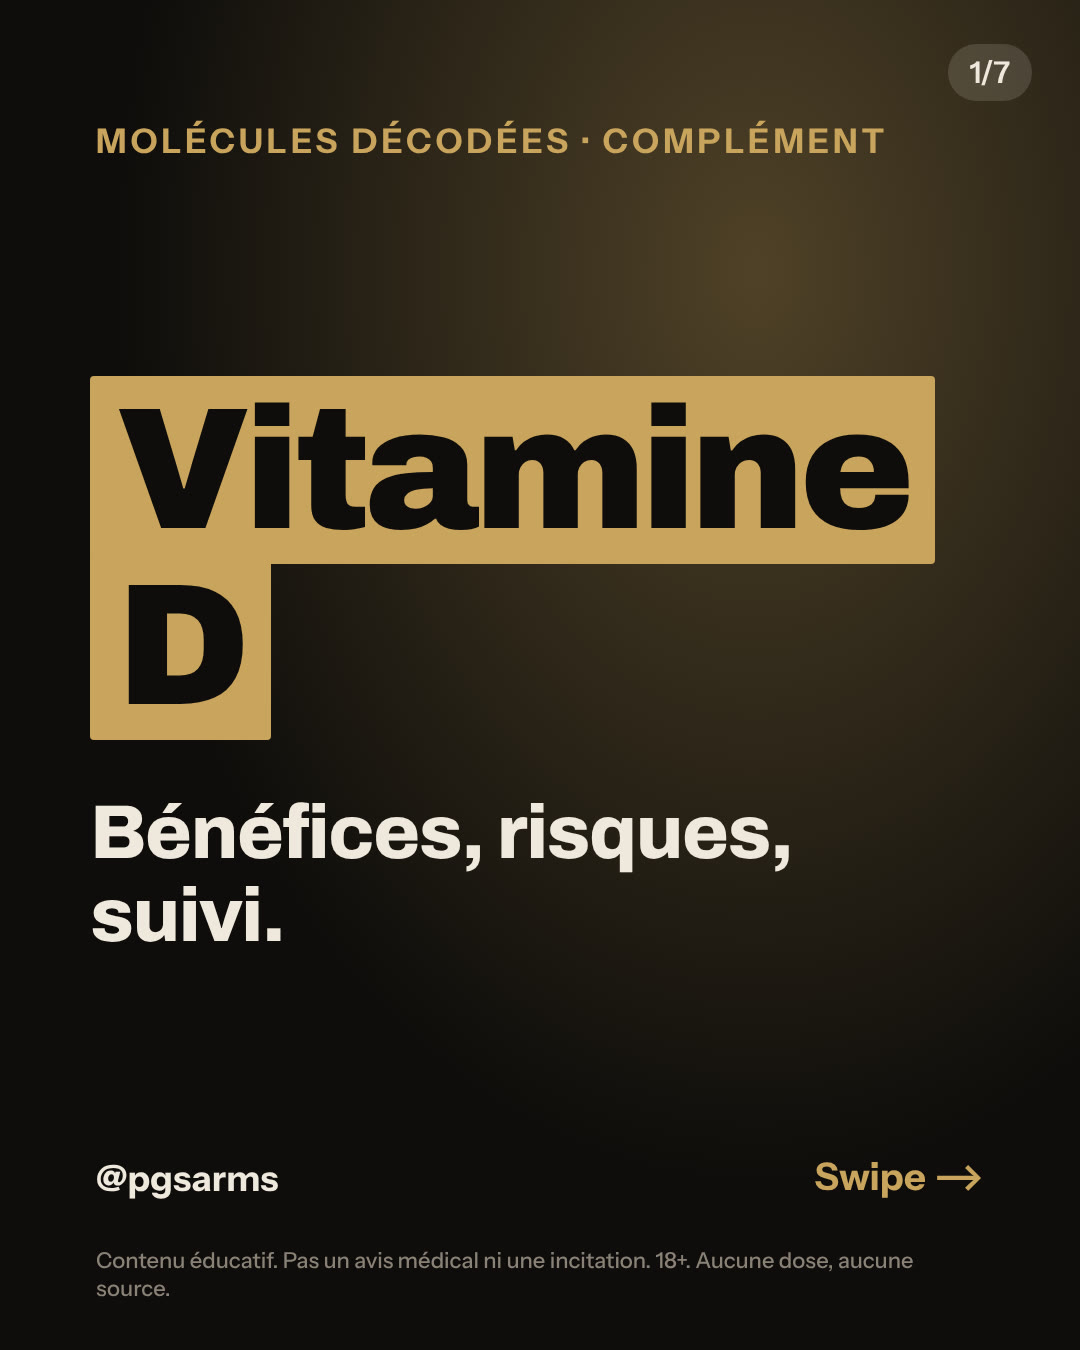 1/7
MOLÉCULES DÉCODÉES · COMPLÉMENT
Vitamine
D
Bénéfices, risques,
suivi.
@pgsarms
Swipe →
Contenu éducatif. Pas un avis médical ni une incitation. 18+. Aucune dose, aucune
source.